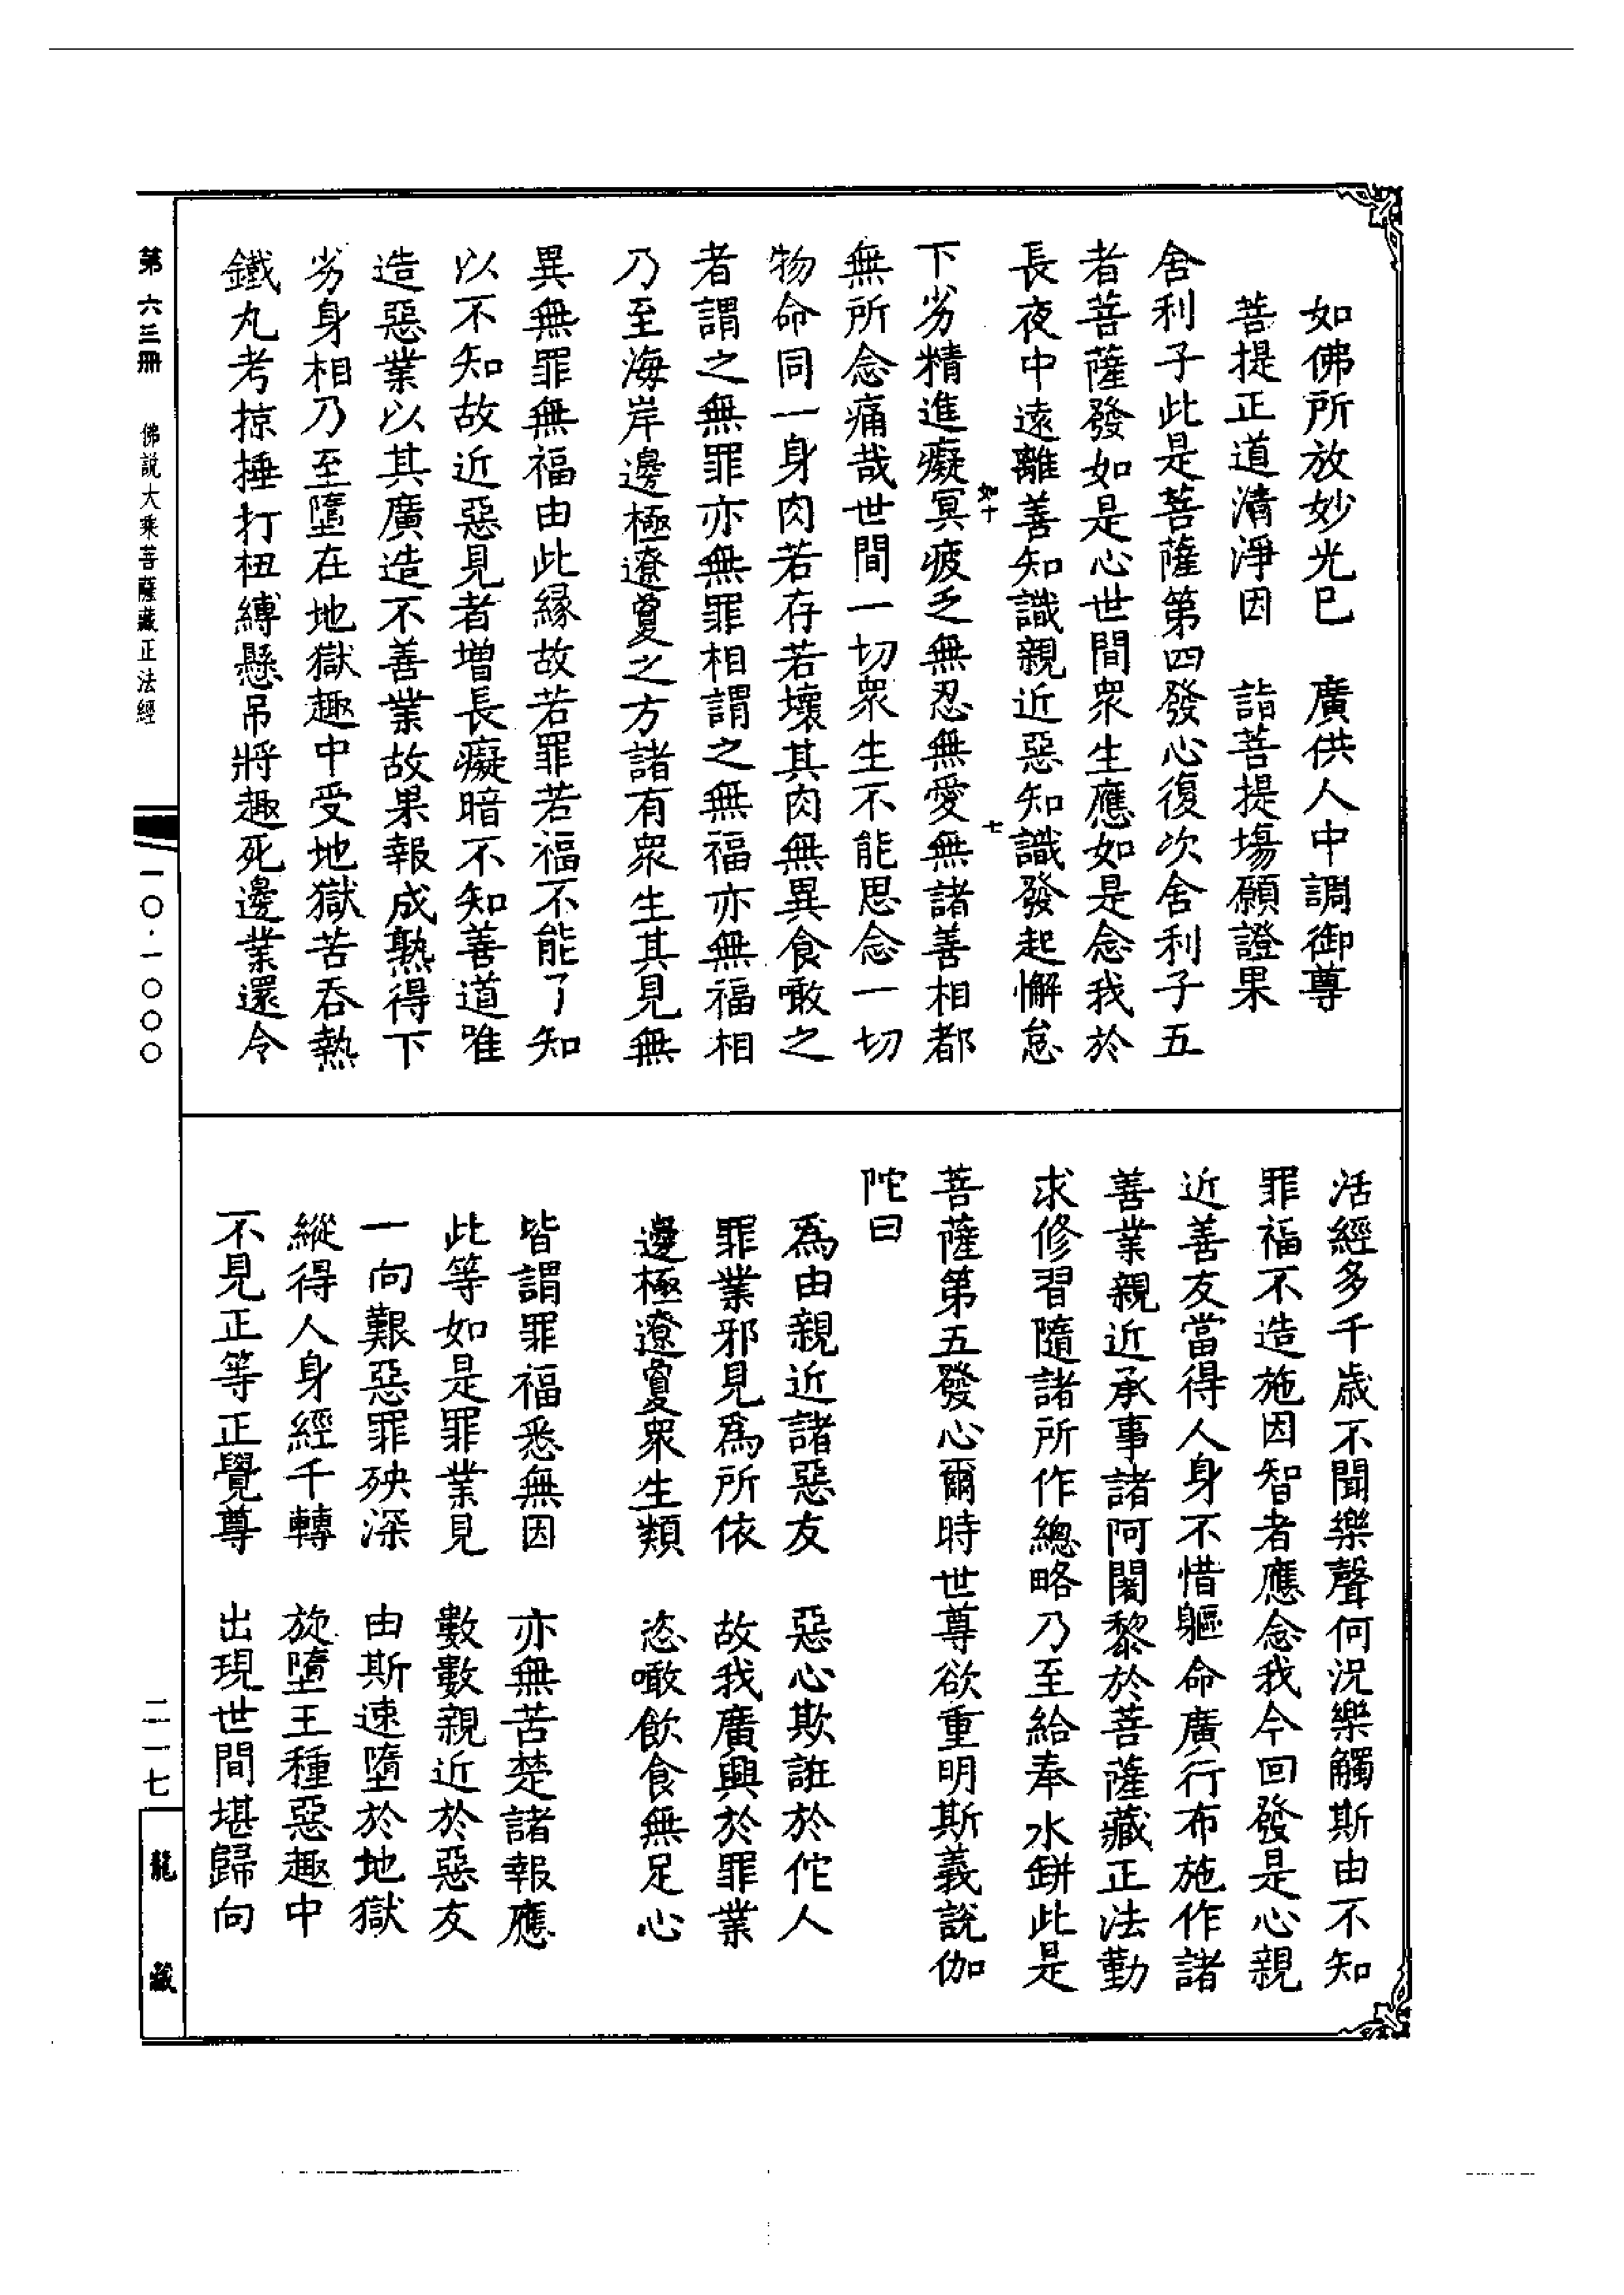 如佛所放妙光已　廣供人中調御尊
菩提正道清淨因　詣菩提場願證果
舍利子此是菩薩第四發心復次舍利子五
者菩薩發如是心世間眾生應如是念我於
長夜中遠離善知識親近惡知識發起懈怠
如十
七
下劣精進癡冥疲乏無忍無愛無諸善相都
無所念痛哉世間一切眾生不能思念一切
物命同一身肉若存若壞其肉無異食噉之
者謂之無罪亦無罪相謂之無福亦無福相
乃至海岸邊極遼敻之方諸有眾生其見無
異無罪無福由此緣故若罪若福不能了知
以不知故近惡見者增長癡暗不知善道唯
造惡業以其廣造不善業故果報成熟得下
劣身相乃至墮在地獄趣中受地獄苦吞熱
鐵丸考掠捶打杻縛懸吊將趣死邊業還令
活經多千歲不聞樂聲何況樂觸斯由不知
罪福不造施因智者應念我今回發是心親
近善友當得人身不惜軀命廣行布施作諸
善業親近承事諸阿闍黎於菩薩藏正法勤
求修習隨諸所作總略乃至給奉水缾此是
菩薩第五發心爾時世尊欲重明斯義說伽
陀曰
為由親近諸惡友　惡心欺誑於佗人
罪業邪見為所依　故我廣興於罪業
邊極遼敻眾生類　恣噉飲食無足心
皆謂罪福悉無因　亦無苦楚諸報應
此等如是罪業見　數數親近於惡友
一向艱惡罪殃深　由斯速墮於地獄
縱得人身經千轉　旋墮王種惡趣中
不見正等正覺尊　出現世間堪歸向
第六三冊　佛說大乘菩薩藏正法經
一〇·一〇〇〇
二一七
龍藏